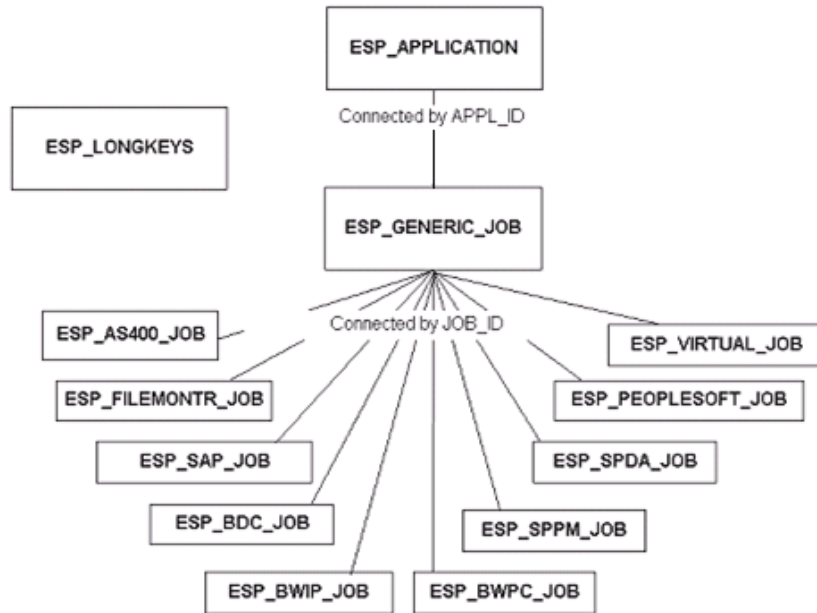 ESP_APPLICATION
Connected by APPL_ID
ESP_LONGKEYS
ESP_GENERIC_JOB
Connected by JOB_ID
ESP_AS400_JOB
ESP_VIRTUAL_JOB
ESP_FILEMONTR_JOB
ESP_PEOPLESOFT_JOB
ESP_SAP_JOB
ESP_SPDA_JOB
ESP_BDC_JOB
ESP_SPPM_JOB
ESP_BWIP_JOB
ESP_BWPC_JOB